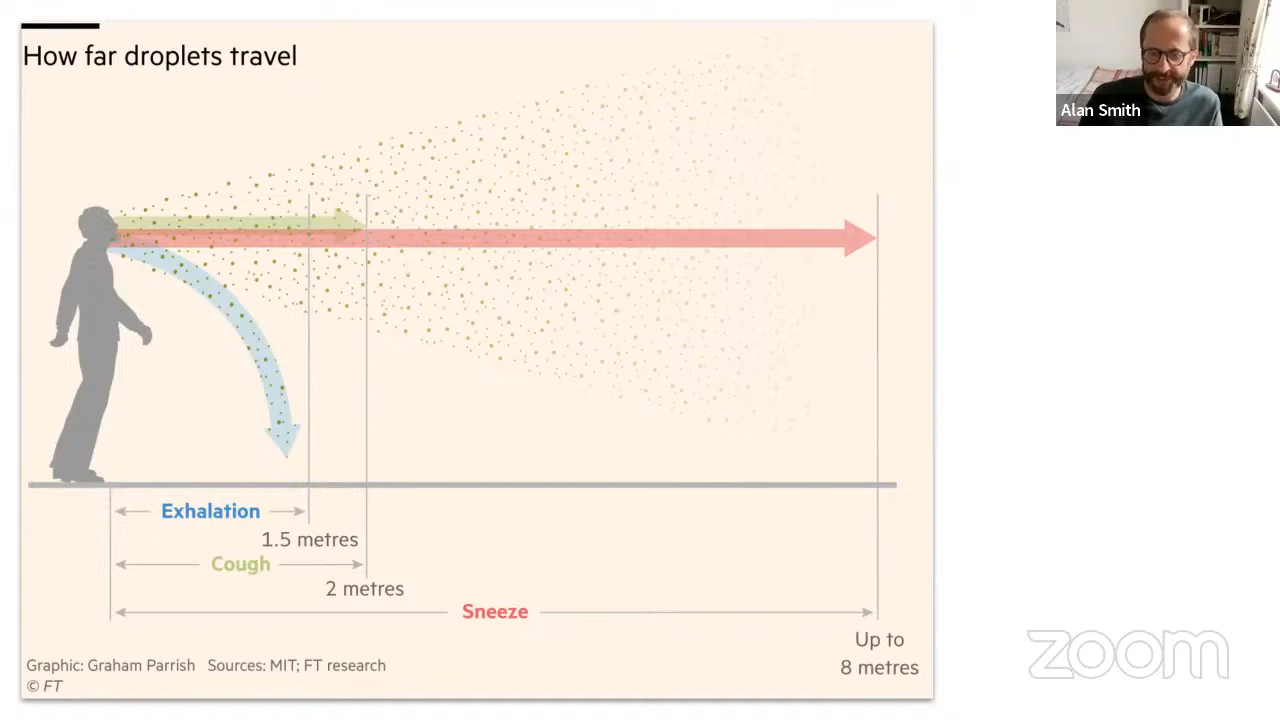 How far droplets travel
Alan Smith
Exhalation
1.5 metres
Cough
2 metres
Sneeze
Up to
8 metres
Graphic: Graham Parrish Sources: MIT; FT research
© FT
zoom